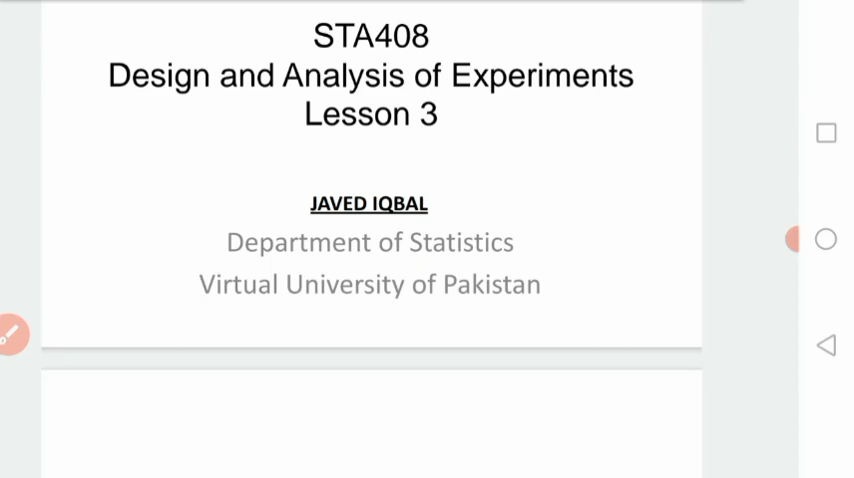 STA408
Design and Analysis of Experiments
Lesson 3
JAVED IQBAL
Department of Statistics
Virtual University of Pakistan